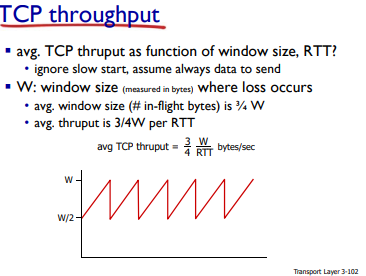 TCP throughput
▪ avg. TCP thruput as function of window size, RTT?
• ignore slow start, assume always data to send
▪ W: window size (measured in bytes) where loss occurs
• avg. window size (# in-flight bytes) is ¾ W
• avg. thruput is 3/4W per RTT
avg TCP thruput = 3/4 W/RTT bytes/sec
W
W/2
Transport Layer 3-102